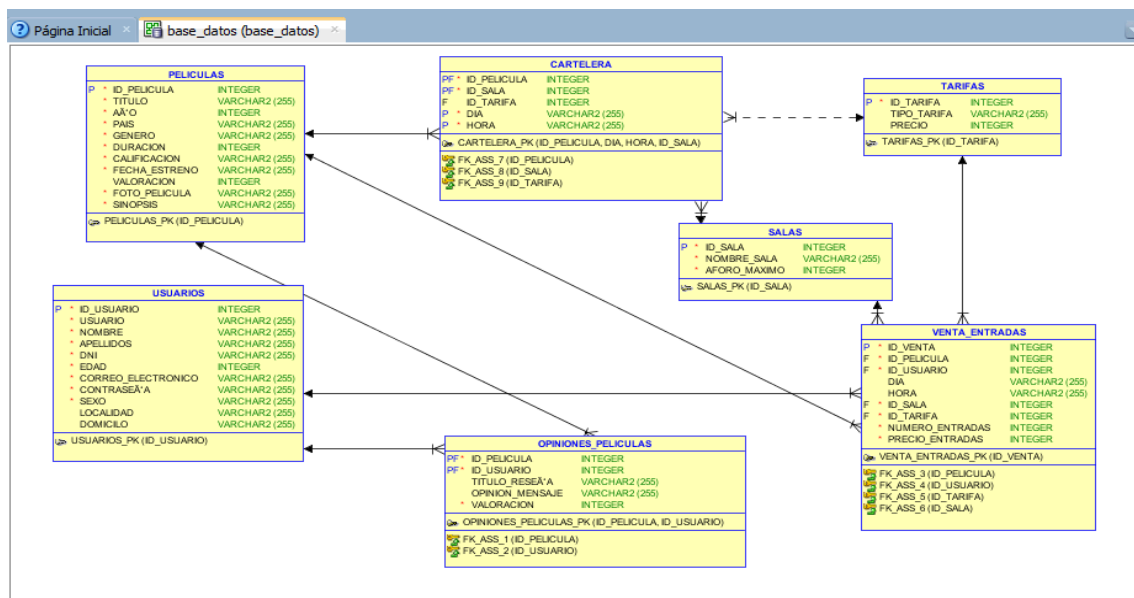 Página Inicial
base_datos (base_datos)
PELICULAS
P * ID_PELICULA INTEGER
* TITULO VARCHAR2 (255)
* AÃ'O INTEGER
* PAIS VARCHAR2 (255)
* GENERO VARCHAR2 (255)
* DURACION INTEGER
* CALIFICACION VARCHAR2 (255)
* FECHA_ESTRENO VARCHAR2 (255)
VALORACION INTEGER
* FOTO_PELICULA VARCHAR2 (255)
* SINOPSIS VARCHAR2 (255)
PELICULAS_PK (ID_PELICULA)
CARTELERA
PF * ID_PELICULA INTEGER
PF * ID_SALA INTEGER
F ID_TARIFA INTEGER
P * DIA VARCHAR2 (255)
P * HORA VARCHAR2 (255)
CARTELERA_PK (ID_PELICULA, DIA, HORA, ID_SALA)
FK_ASS_7 (ID_PELICULA)
FK_ASS_8 (ID_SALA)
FK_ASS_9 (ID_TARIFA)
TARIFAS
P * ID_TARIFA INTEGER
TIPO_TARIFA VARCHAR2 (255)
PRECIO INTEGER
TARIFAS_PK (ID_TARIFA)
SALAS
P * ID_SALA INTEGER
* NOMBRE_SALA VARCHAR2 (255)
* AFORO_MAXIMO INTEGER
SALAS_PK (ID_SALA)
USUARIOS
P * ID_USUARIO INTEGER
* USUARIO VARCHAR2 (255)
* NOMBRE VARCHAR2 (255)
* APELLIDOS VARCHAR2 (255)
* DNI VARCHAR2 (255)
* EDAD INTEGER
* CORREO_ELECTRONICO VARCHAR2 (255)
* CONTRASEÃ'A VARCHAR2 (255)
* SEXO VARCHAR2 (255)
LOCALIDAD VARCHAR2 (255)
DOMICILO VARCHAR2 (255)
USUARIOS_PK (ID_USUARIO)
VENTA_ENTRADAS
P * ID_VENTA INTEGER
F * ID_PELICULA INTEGER
F * ID_USUARIO INTEGER
DIA VARCHAR2 (255)
HORA VARCHAR2 (255)
F * ID_SALA INTEGER
F * ID_TARIFA INTEGER
* NUMERO_ENTRADAS INTEGER
* PRECIO_ENTRADAS INTEGER
VENTA_ENTRADAS_PK (ID_VENTA)
FK_ASS_3 (ID_PELICULA)
FK_ASS_4 (ID_USUARIO)
FK_ASS_5 (ID_TARIFA)
FK_ASS_6 (ID_SALA)
OPINIONES_PELICULAS
PF * ID_PELICULA INTEGER
PF * ID_USUARIO INTEGER
TITULO_RESEÃ'A VARCHAR2 (255)
OPINION_MENSAJE VARCHAR2 (255)
* VALORACION INTEGER
OPINIONES_PELICULAS_PK (ID_PELICULA, ID_USUARIO)
FK_ASS_1 (ID_PELICULA)
FK_ASS_2 (ID_USUARIO)